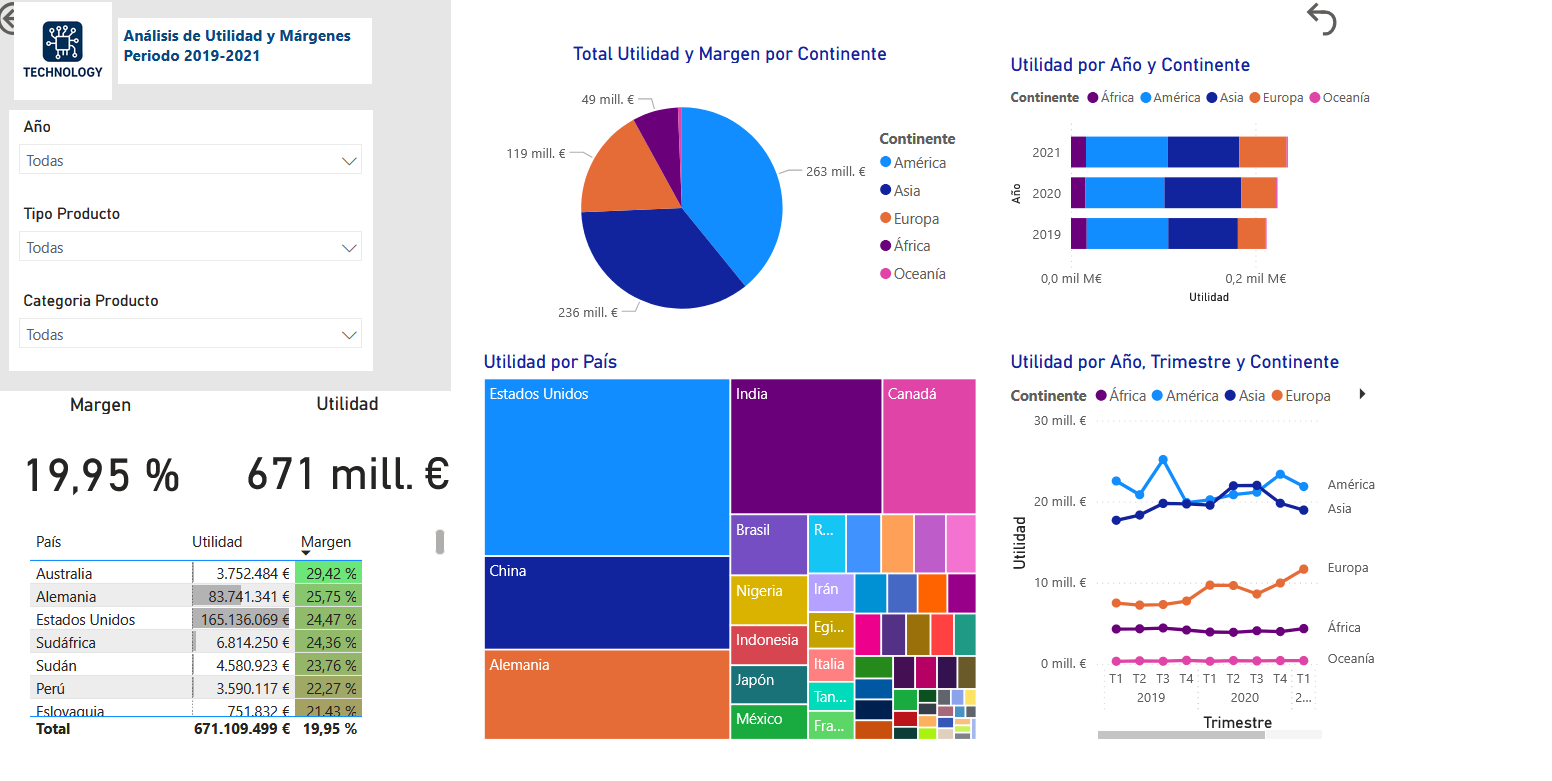 TECHNOLOGY
Análisis de Utilidad y Márgenes
Periodo 2019-2021
Año
Todas
Tipo Producto
Todas
Categoria Producto
Todas
Margen
19,95 %
Utilidad
671 mill. €
País Utilidad Margen
Australia 3.752.484 € 29,42 %
Alemania 83.741.341 € 25,75 %
Estados Unidos 165.136.069 € 24,47 %
Sudáfrica 6.814.250 € 24,36 %
Sudán 4.580.923 € 23,76 %
Perú 3.590.117 € 22,27 %
Eslovaquia 751.832 € 21,43 %
Total 671.109.499 € 19,95 %
Total Utilidad y Margen por Continente
49 mill. €
119 mill. €
263 mill. €
236 mill. €
Continente
América
Asia
Europa
África
Oceanía
Utilidad por Año y Continente
Continente África América Asia Europa Oceanía
Año
2021
2020
2019
0,0 mil M€ 0,2 mil M€
Utilidad
Utilidad por País
Estados Unidos
China
Alemania
India
Canadá
Brasil
Nigeria
Indonesia
Japón
México
R...
Irán
Egi...
Italia
Tan...
Fra...
Utilidad por Año, Trimestre y Continente
Continente África América Asia Europa
Utilidad
30 mill. €
20 mill. €
10 mill. €
0 mill. €
América
Asia
Europa
África
Oceanía
T1 T2 T3 T4 T1 T2 T3 T4 T1
2019 2020 2...
Trimestre